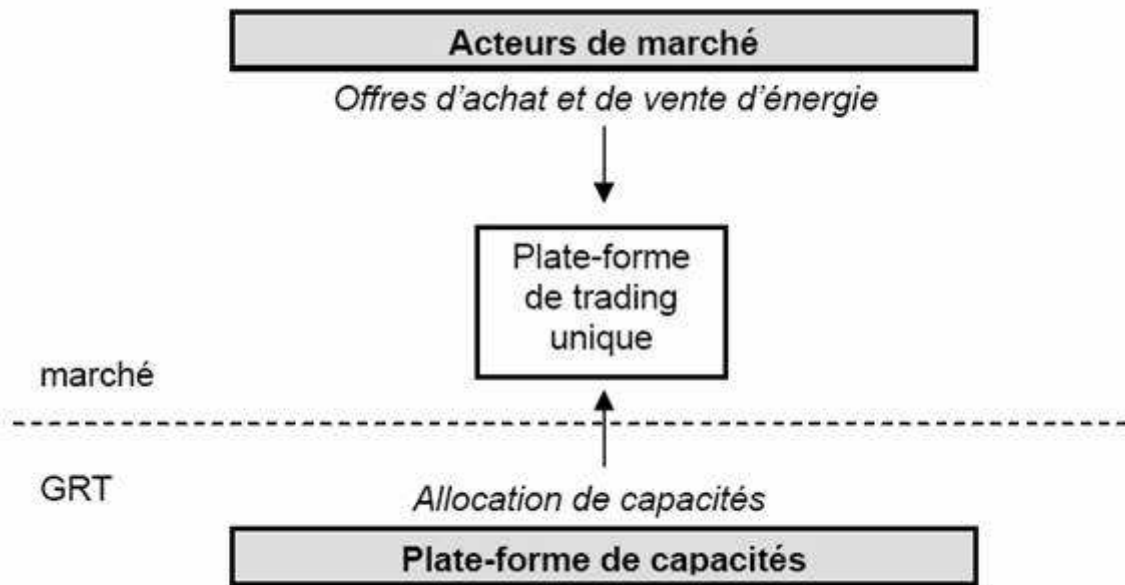 Acteurs de marché
Offres d'achat et de vente d'énergie
Plate-forme
de trading
unique
marché
GRT
Allocation de capacités
Plate-forme de capacités